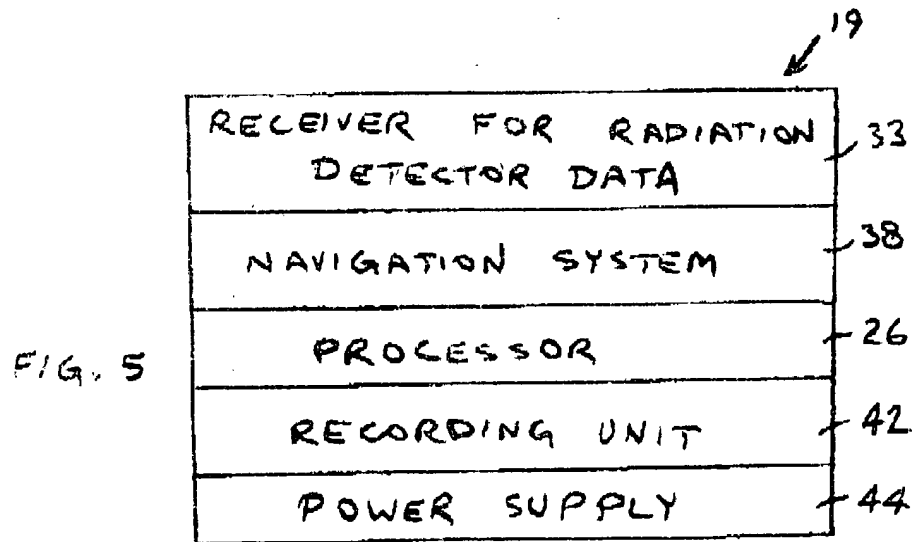 19
RECEIVER FOR RADIATION
DETECTOR DATA
33
NAVIGATION SYSTEM
38
PROCESSOR
26
FIG. 5
RECORDING UNIT
42
POWER SUPPLY
44